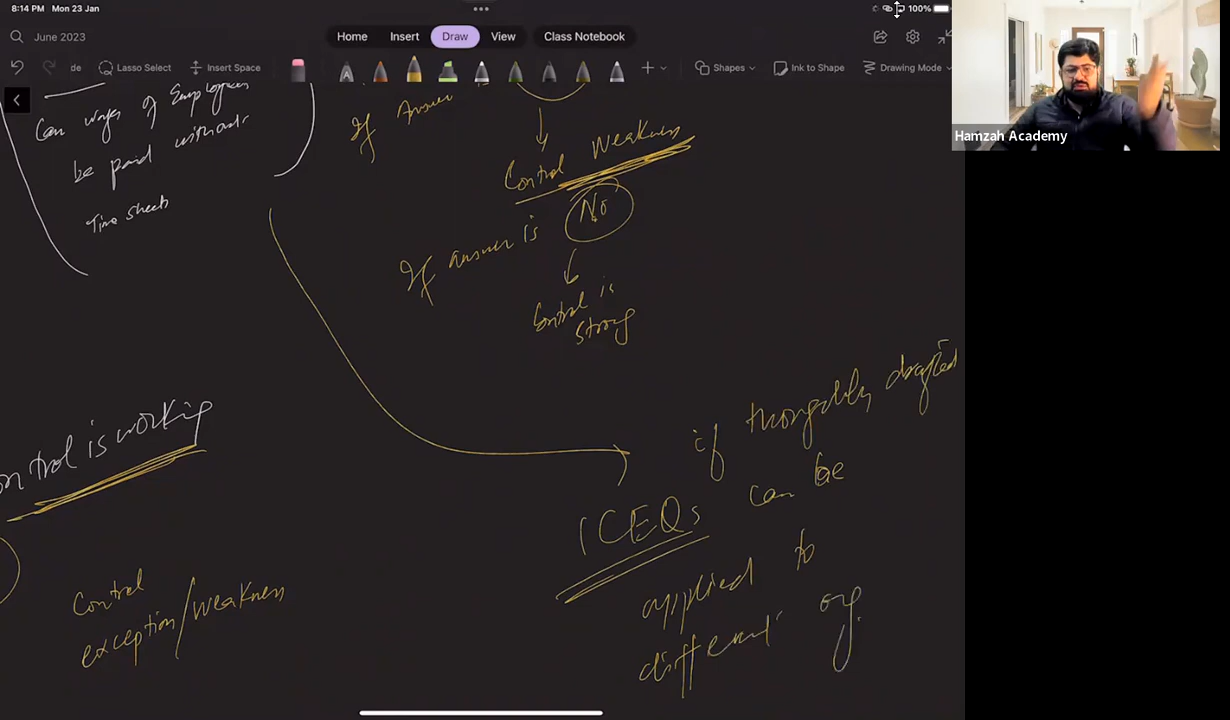 8:14 PM Mon 23 Jan
100%
June 2023
Home Insert Draw View Class Notebook
de Lasso Select Insert Space Shapes Ink to Shape Drawing Mode
Hamzah Academy
Can wages of Employees
be paid without
Time sheets
If Answer
Control Weakness
If answer is No
Control is
strong
ontrol is working
Control
exception/weakness
ICEQs
if thoroughly drafted
can be
applied to
different org.